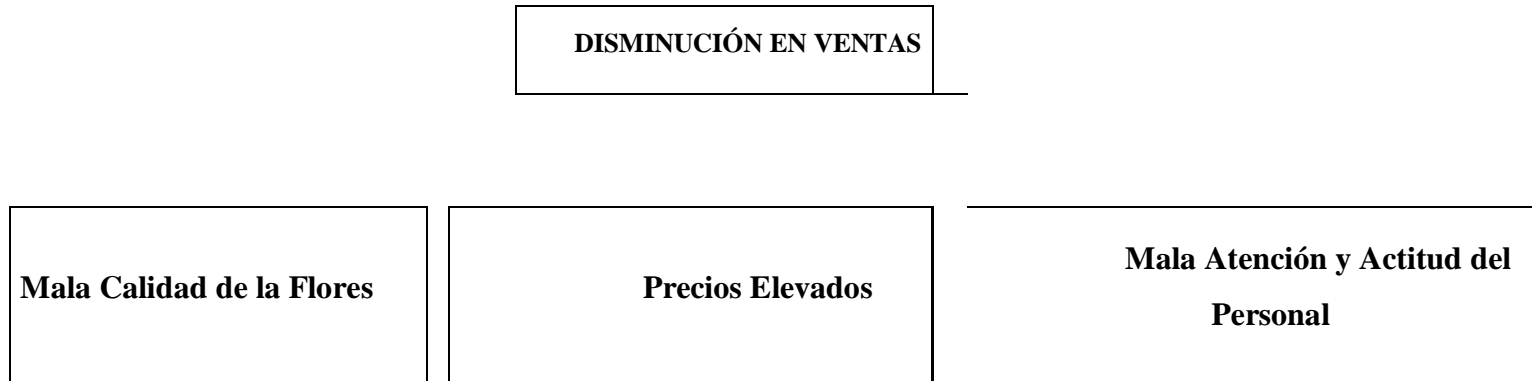 DISMINUCIÓN EN VENTAS
Mala Calidad de la Flores
Precios Elevados
Mala Atención y Actitud del
Personal